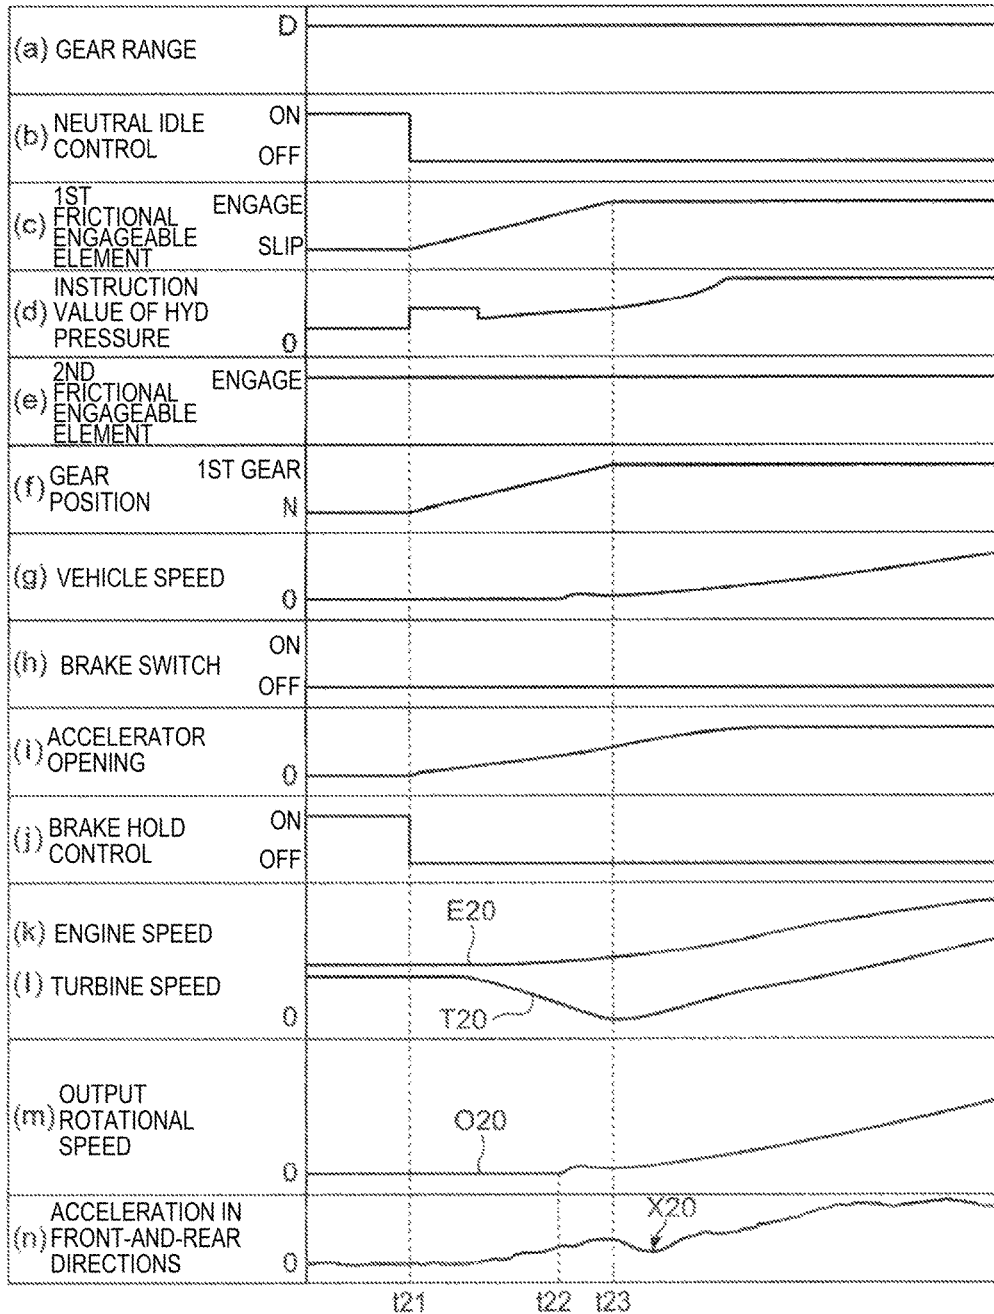 D
(a) GEAR RANGE
ON
(b) NEUTRAL IDLE
CONTROL
OFF
1ST
ENGAGE
FRICTIONAL
(c) ENGAGEABLE
SLIP
ELEMENT
INSTRUCTION
(d) VALUE OF HYD
PRESSURE
0
2ND
ENGAGE
FRICTIONAL
(e) ENGAGEABLE
ELEMENT
1ST GEAR
(f) GEAR
POSITION
N
(g) VEHICLE SPEED
0
ON
(h) BRAKE SWITCH
OFF
(i) ACCELERATOR
OPENING
0
ON
(j) BRAKE HOLD
CONTROL
OFF
E20
(k) ENGINE SPEED
(l) TURBINE SPEED
0
T20
OUTPUT
(m) ROTATIONAL
SPEED
O20
0
ACCELERATION IN
(n) FRONT-AND-REAR
DIRECTIONS
0
X20
t21 t22 t23